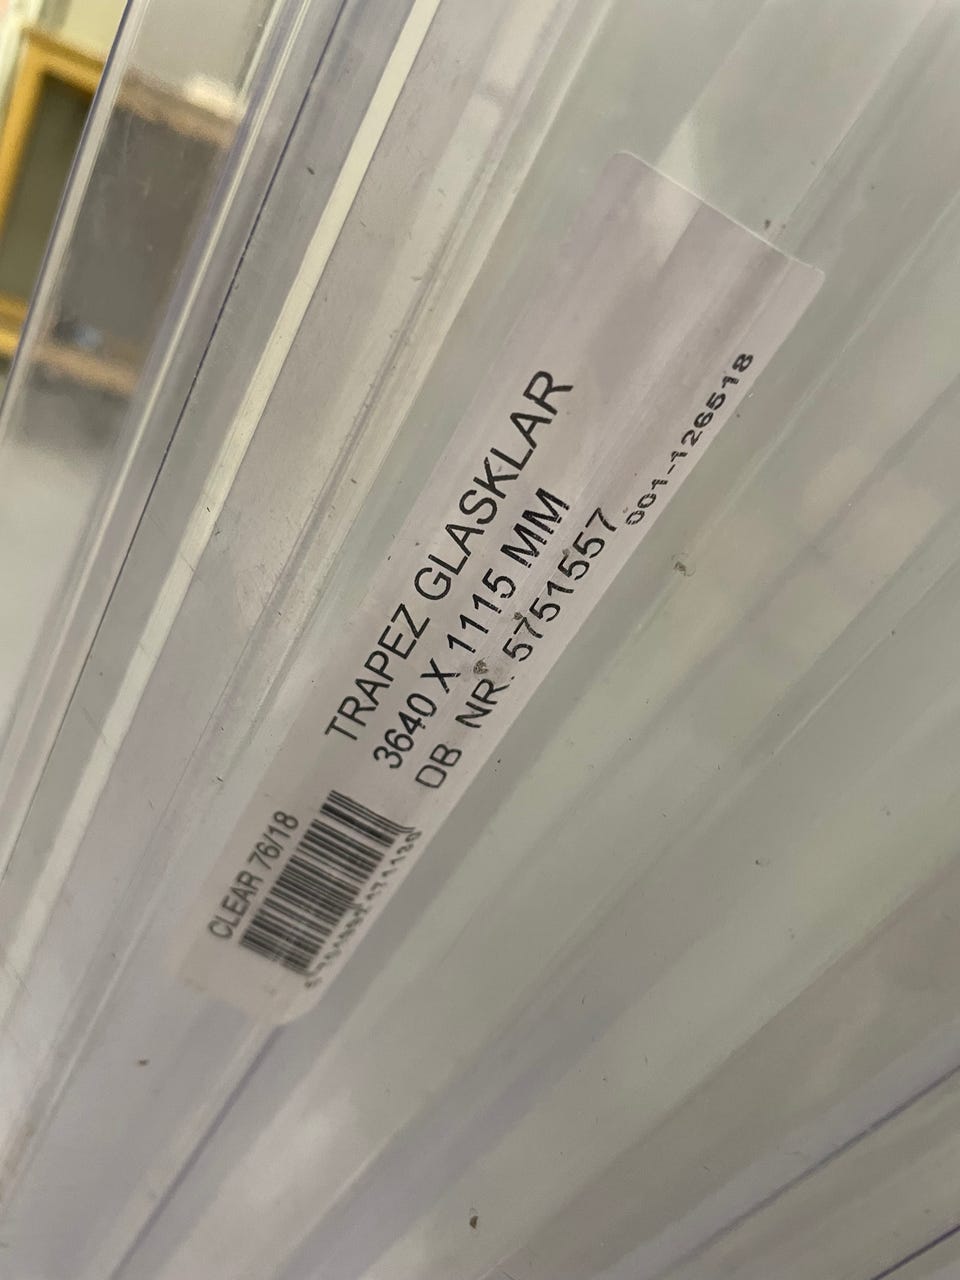 CLEAR 76/18
TRAPEZ GLASKLAR
3640 X 1115 MM
DB NR. 5751557
001-126518